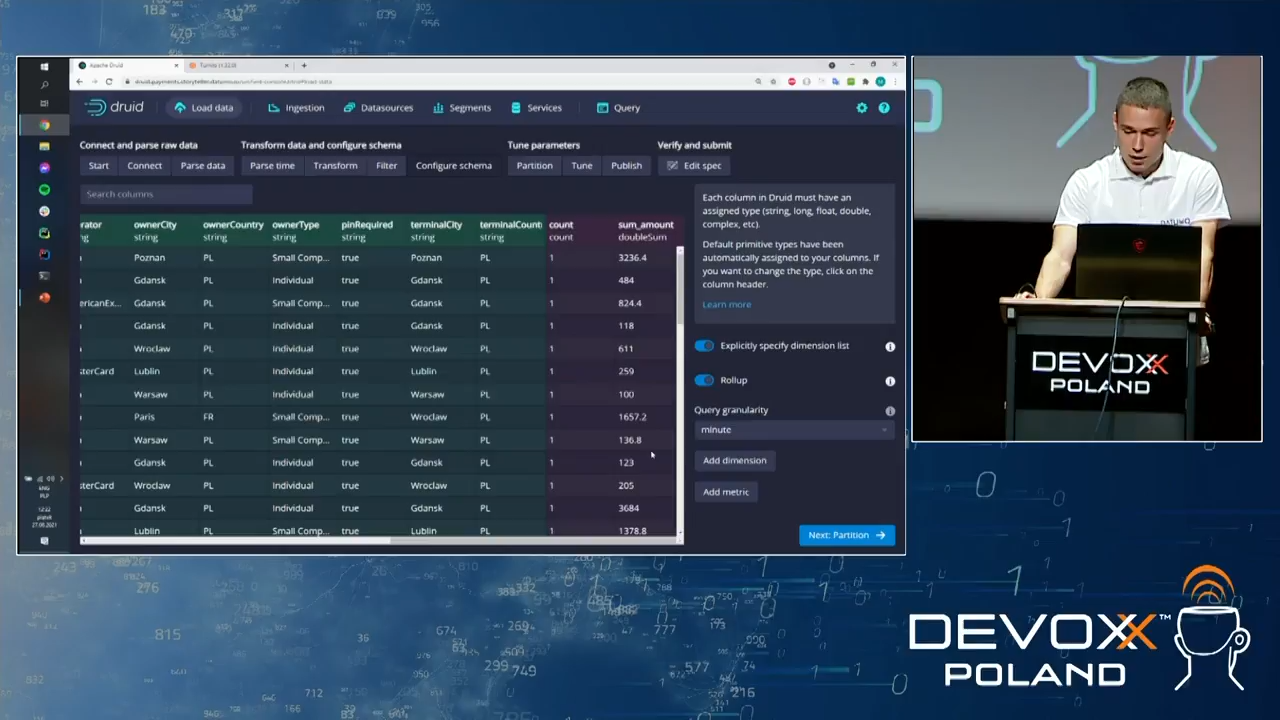 Apache Druid
druid
Load data
Ingestion
Datasources
Segments
Services
Query
Connect and parse raw data
Transform data and configure schema
Tune parameters
Verify and submit
Start
Connect
Parse data
Parse time
Transform
Filter
Configure schema
Partition
Tune
Publish
Edit spec
Search columns
rator ownerCity ownerCountry ownerType pinRequired terminalCity terminalCount count sum_amount
string string string string string string count doubleSum
Poznan PL Small Comp... true Poznan PL 1 3236.4
Gdansk PL Individual true Gdansk PL 1 484
ericanEx... Gdansk PL Small Comp... true Gdansk PL 1 824.4
Gdansk PL Individual true Gdansk PL 1 118
Wroclaw PL Individual true Wroclaw PL 1 611
sterCard Lublin PL Individual true Lublin PL 1 259
Warsaw PL Individual true Warsaw PL 1 100
Paris FR Small Comp... true Wroclaw PL 1 1657.2
Warsaw PL Small Comp... true Warsaw PL 1 136.8
Gdansk PL Individual true Gdansk PL 1 123
sterCard Wroclaw PL Individual true Wroclaw PL 1 205
Gdansk PL Individual true Gdansk PL 1 3684
Lublin PL Small Comp... true Lublin PL 1 1378.8
Each column in Druid must have an
assigned type (string, long, float, double,
complex, etc).
Default primitive types have been
automatically assigned to your columns. If
you want to change the type, click on the
column header.
Learn more
Explicitly specify dimension list
Rollup
Query granularity
minute
Add dimension
Add metric
Next: Partition
DEVOXX
POLAND
DEVOXX™
POLAND